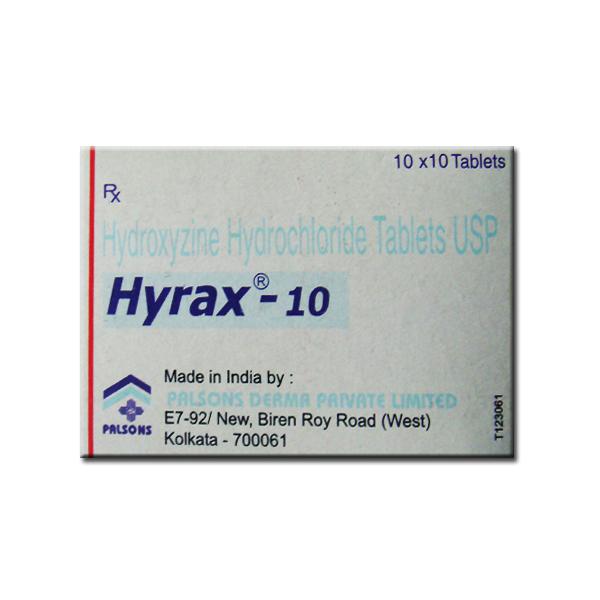 10 x10 Tablets
Rx
Hydroxyzine Hydrochloride Tablets USP
Hyrax® - 10
Made in India by :
PALSONS DERMA PRIVATE LIMITED
E7-92/ New, Biren Roy Road (West)
Kolkata - 700061
PALSONS
T123061